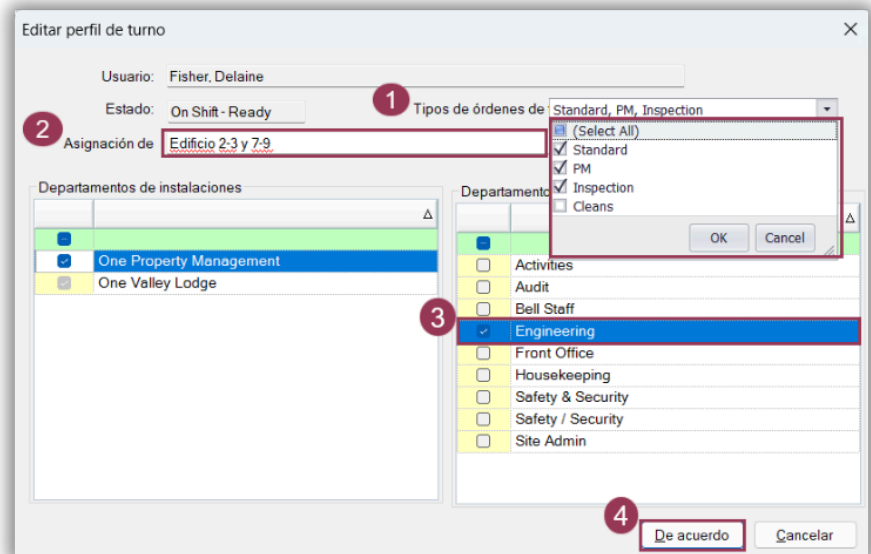 Editar perfil de turno
Usuario: Fisher, Delaine
Estado: On Shift - Ready
1 Tipos de órdenes de Standard, PM, Inspection
(Select All)
Standard
PM
Inspection
Cleans
OK Cancel
2
Asignación de Edificio 2-3 y 7-9
Departamentos de instalaciones
One Property Management
One Valley Lodge
Departamento
Activities
Audit
Bell Staff
3 Engineering
Front Office
Housekeeping
Safety & Security
Safety / Security
Site Admin
4
De acuerdo Cancelar